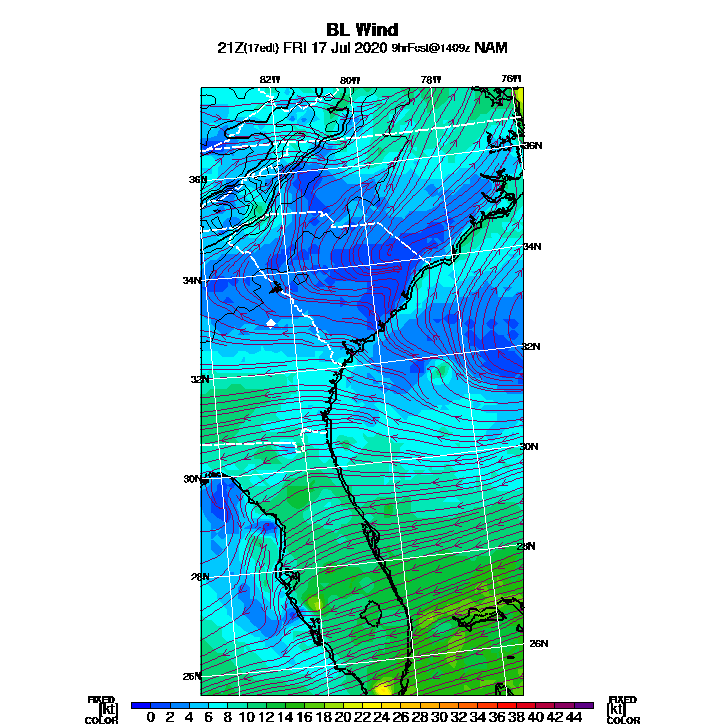 BL Wind
21Z(17edt) FRI 17 Jul 2020 9hrFcst@1409z NAM
82W 80W 78W 76W
36N
36N
34N
34N
32N
32N
30N
30N
28N
28N
26N
26N
FIXED
[kt]
COLOR
0 2 4 6 8 10 12 14 16 18 20 22 24 26 28 30 32 34 36 38 40 42 44
FIXED
[kt]
COLOR